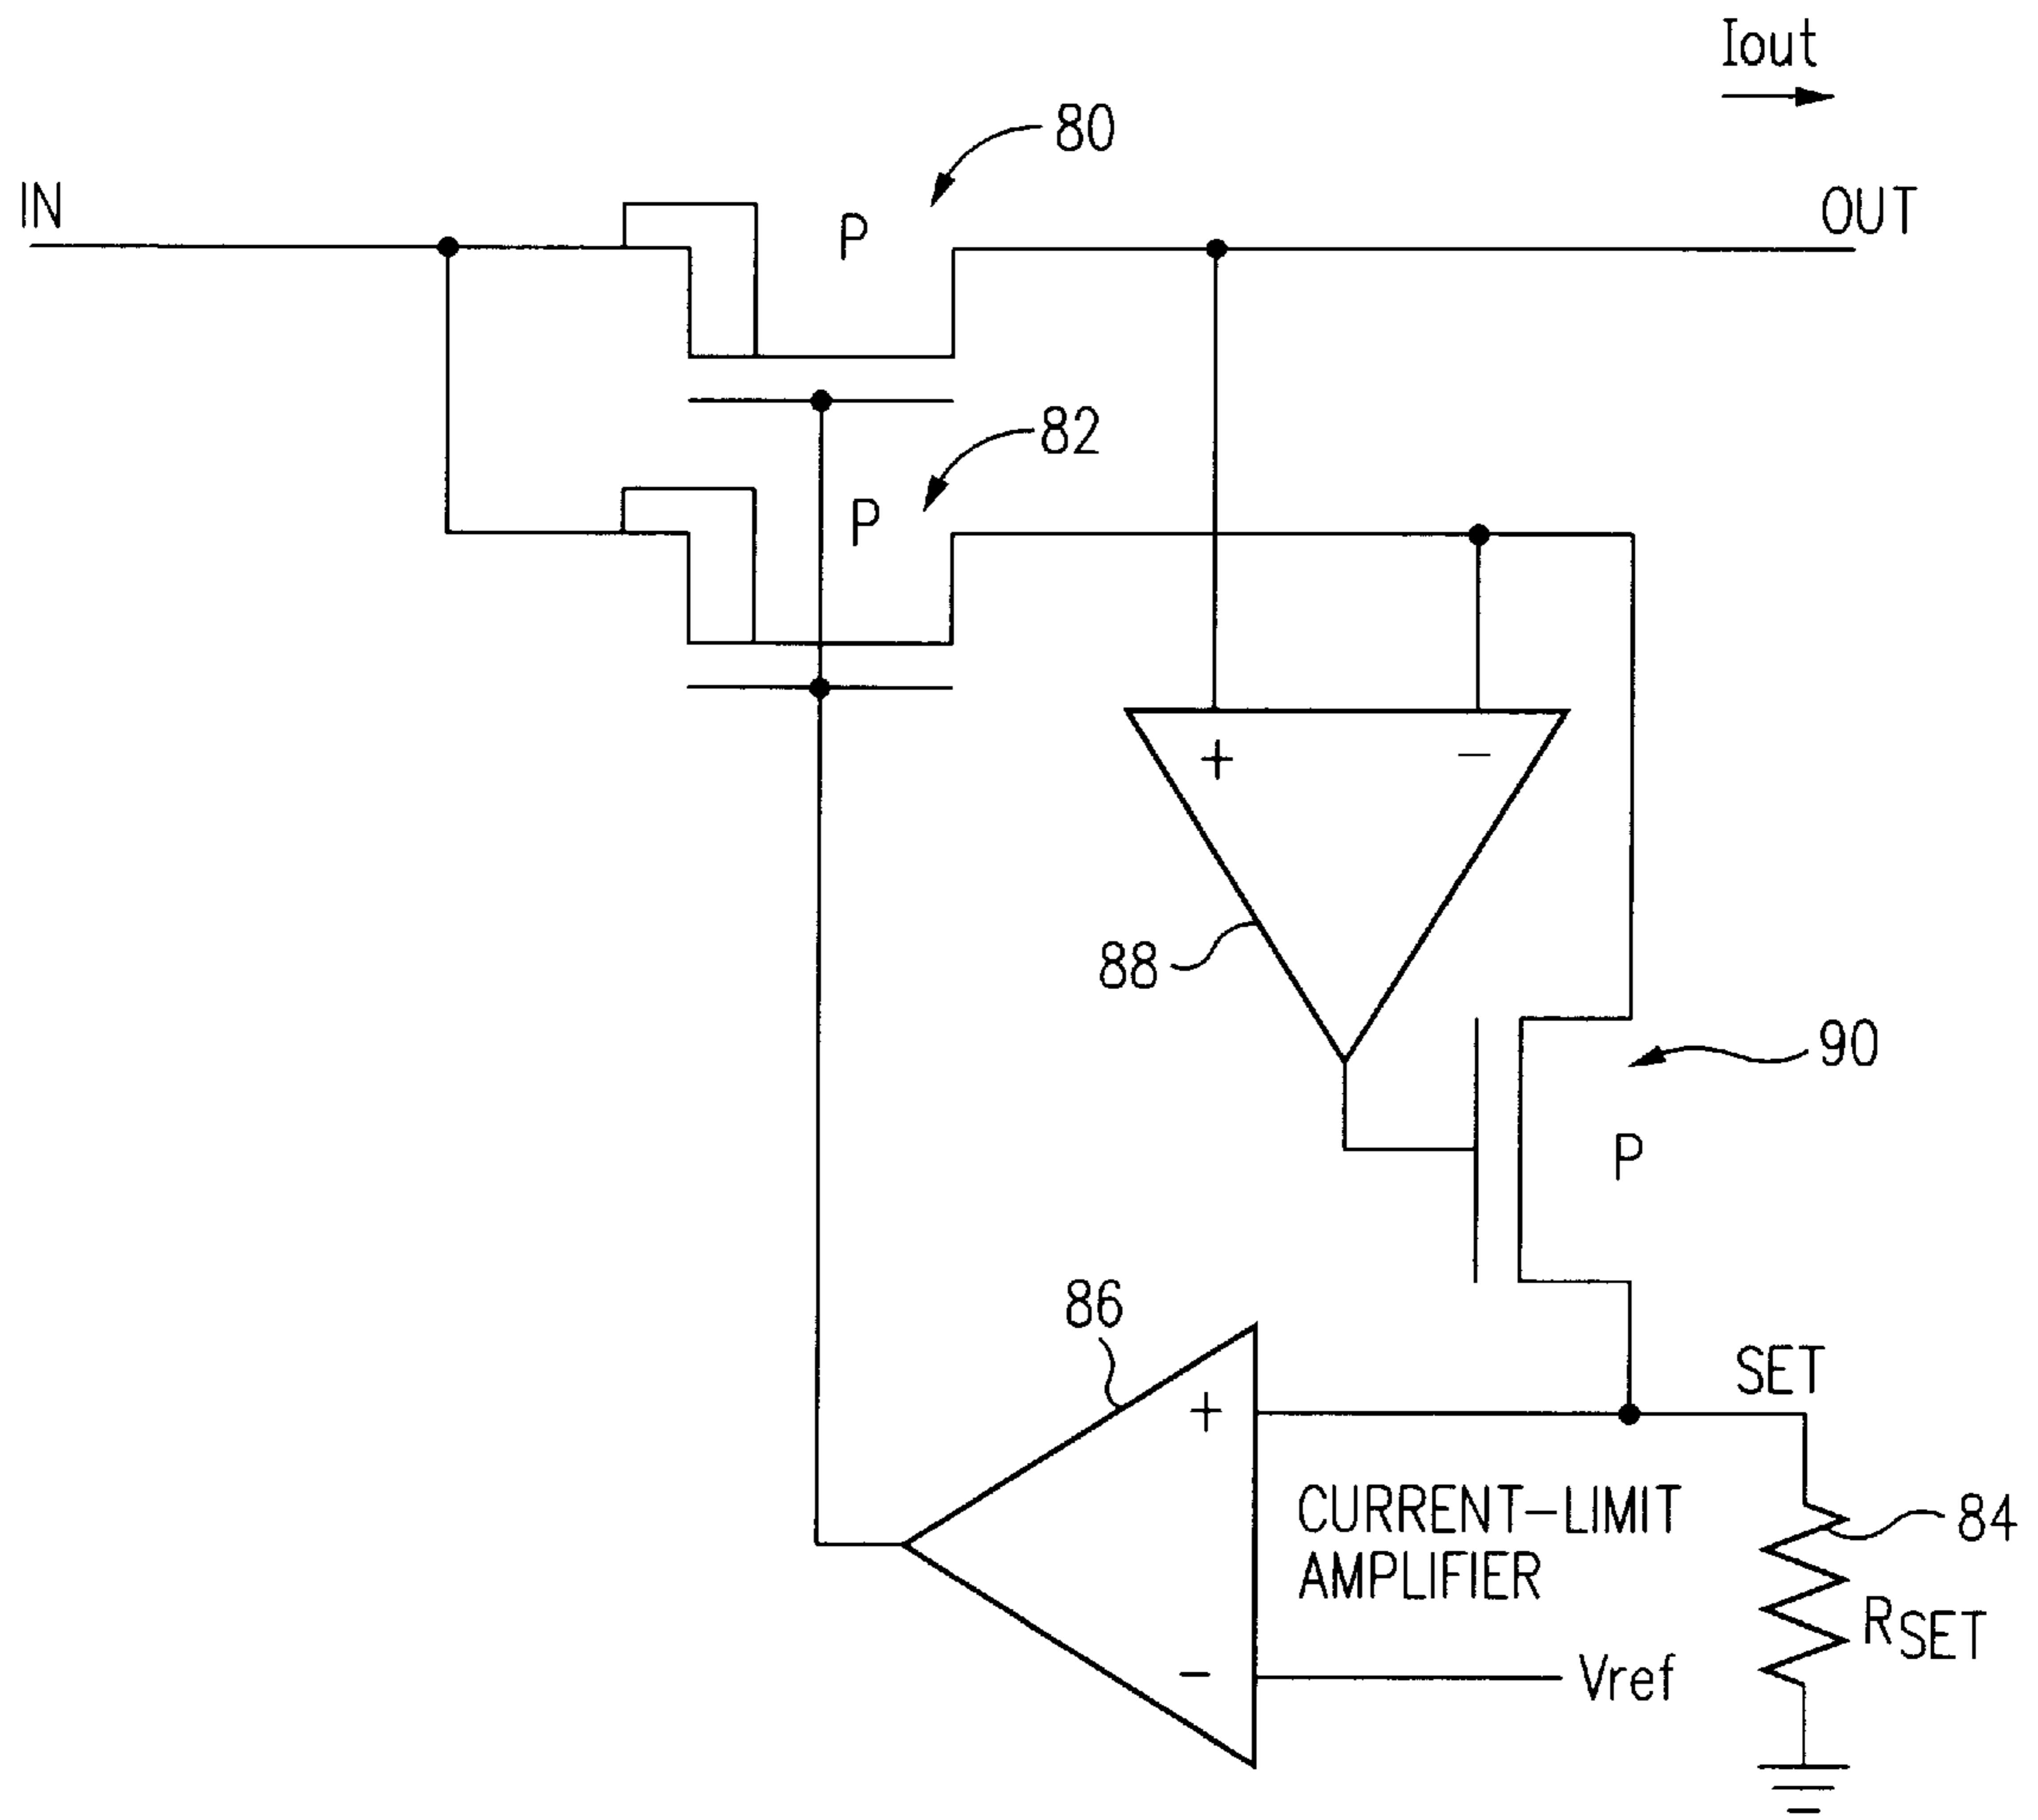 Iout
80
IN
P
OUT
82
P
+
−
88
90
P
86
SET
+
CURRENT-LIMIT
AMPLIFIER
84
RSET
−
Vref